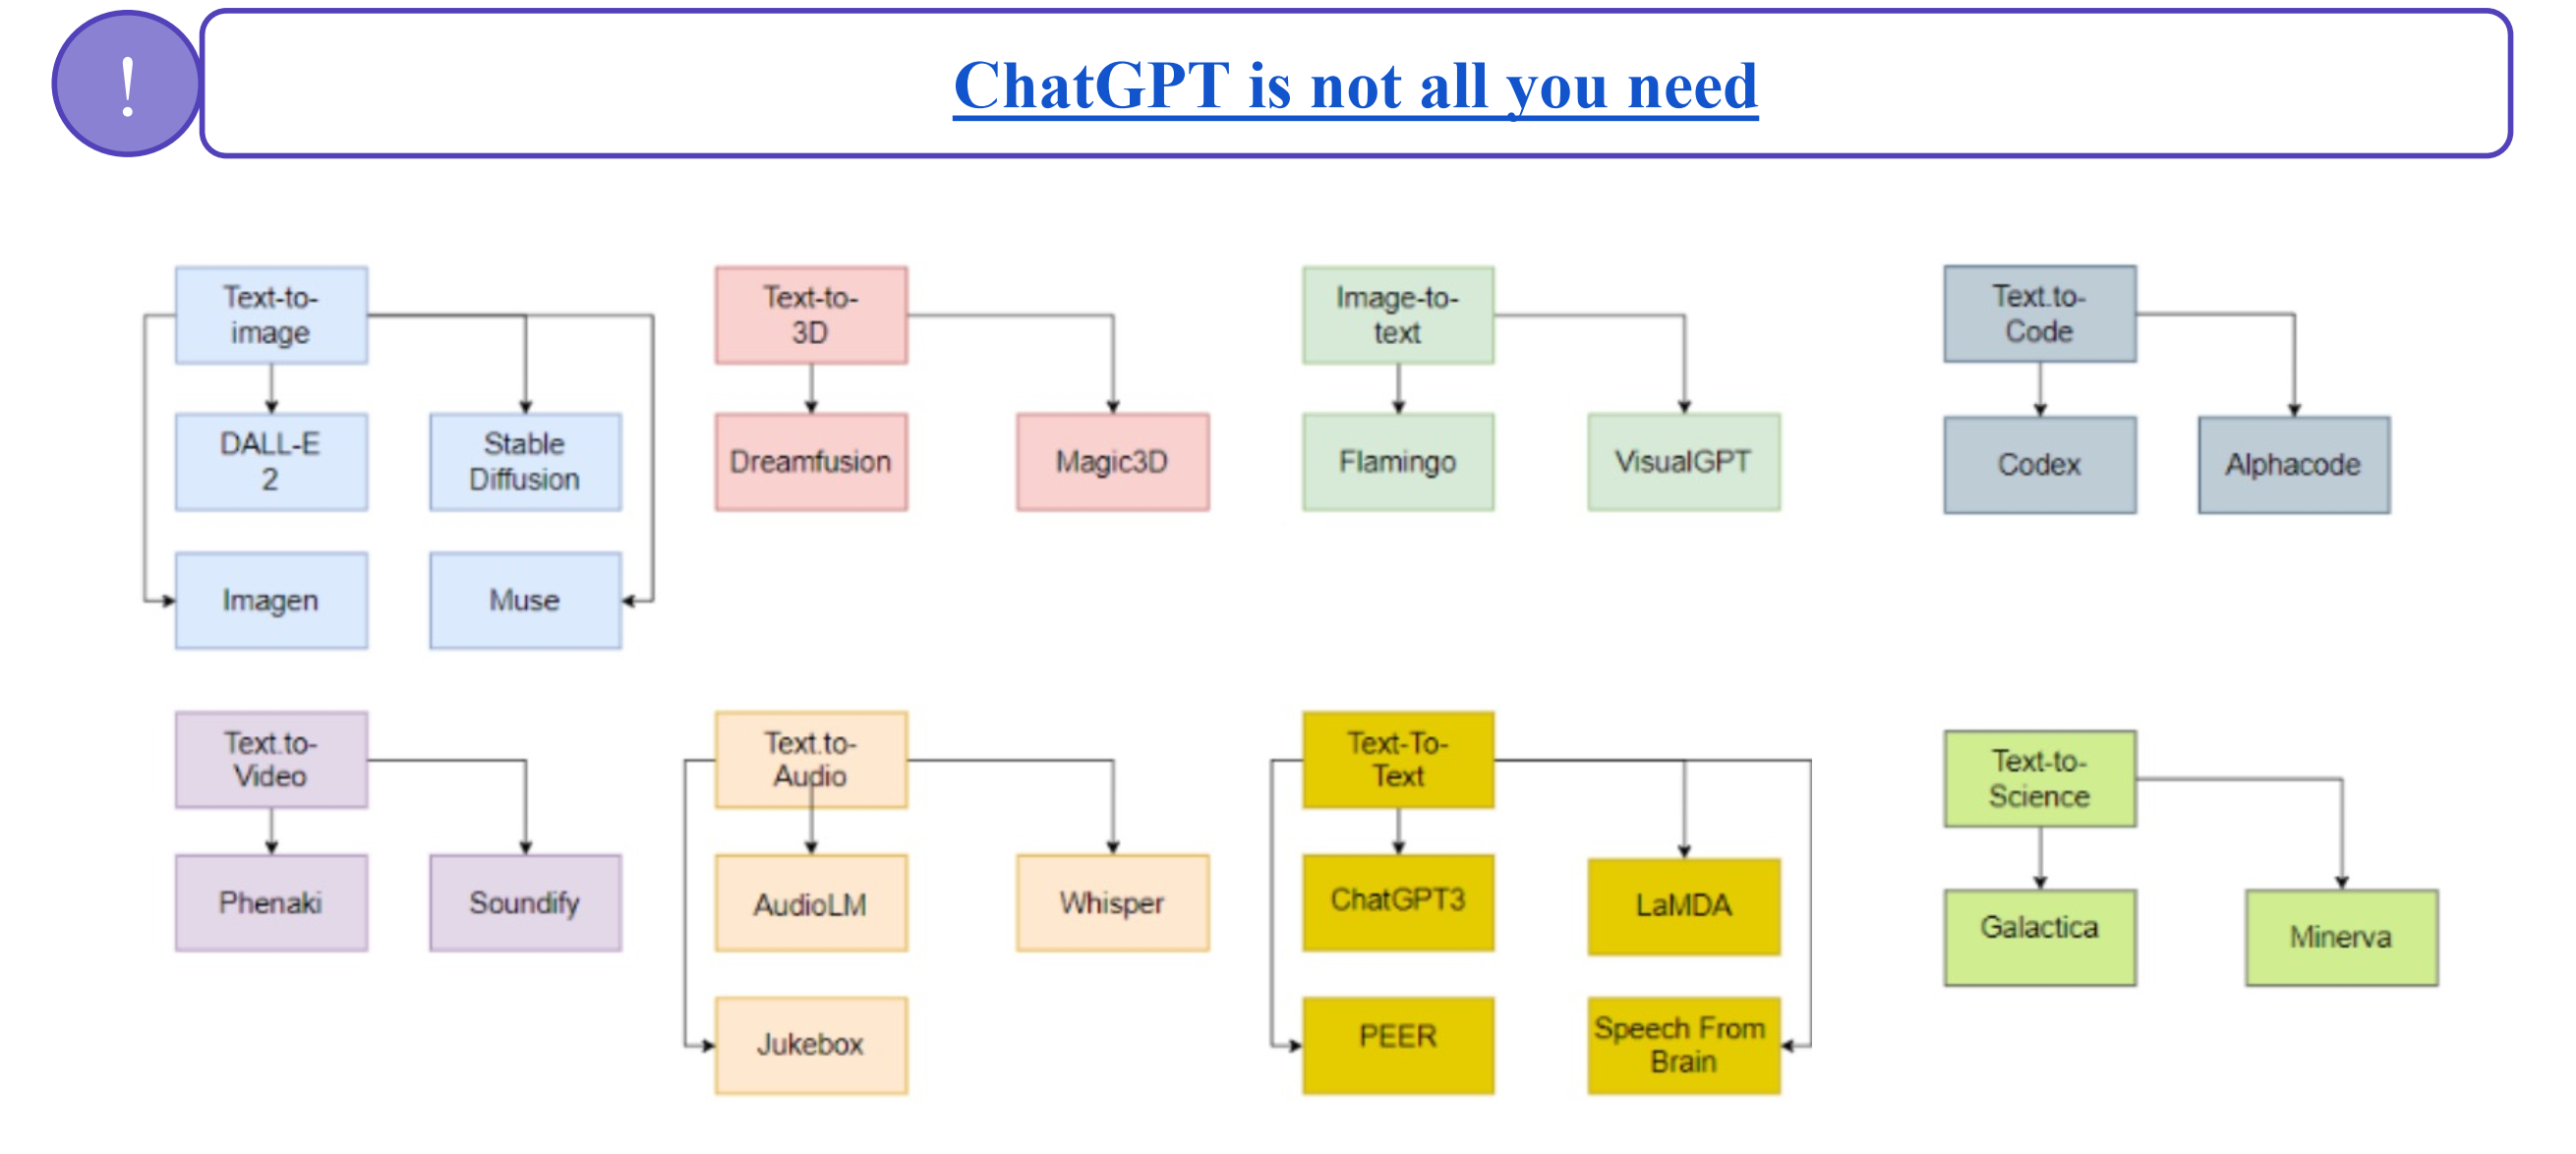 !
ChatGPT is not all you need
Text-to-
image
Text-to-
3D
Image-to-
text
Text.to-
Code
DALL-E
2
Stable
Diffusion
Dreamfusion
Magic3D
Flamingo
VisualGPT
Codex
Alphacode
Imagen
Muse
Text.to-
Video
Text.to-
Audio
Text-To-
Text
Text-to-
Science
Phenaki
Soundify
AudioLM
Whisper
ChatGPT3
LaMDA
Galactica
Minerva
Jukebox
PEER
Speech From
Brain